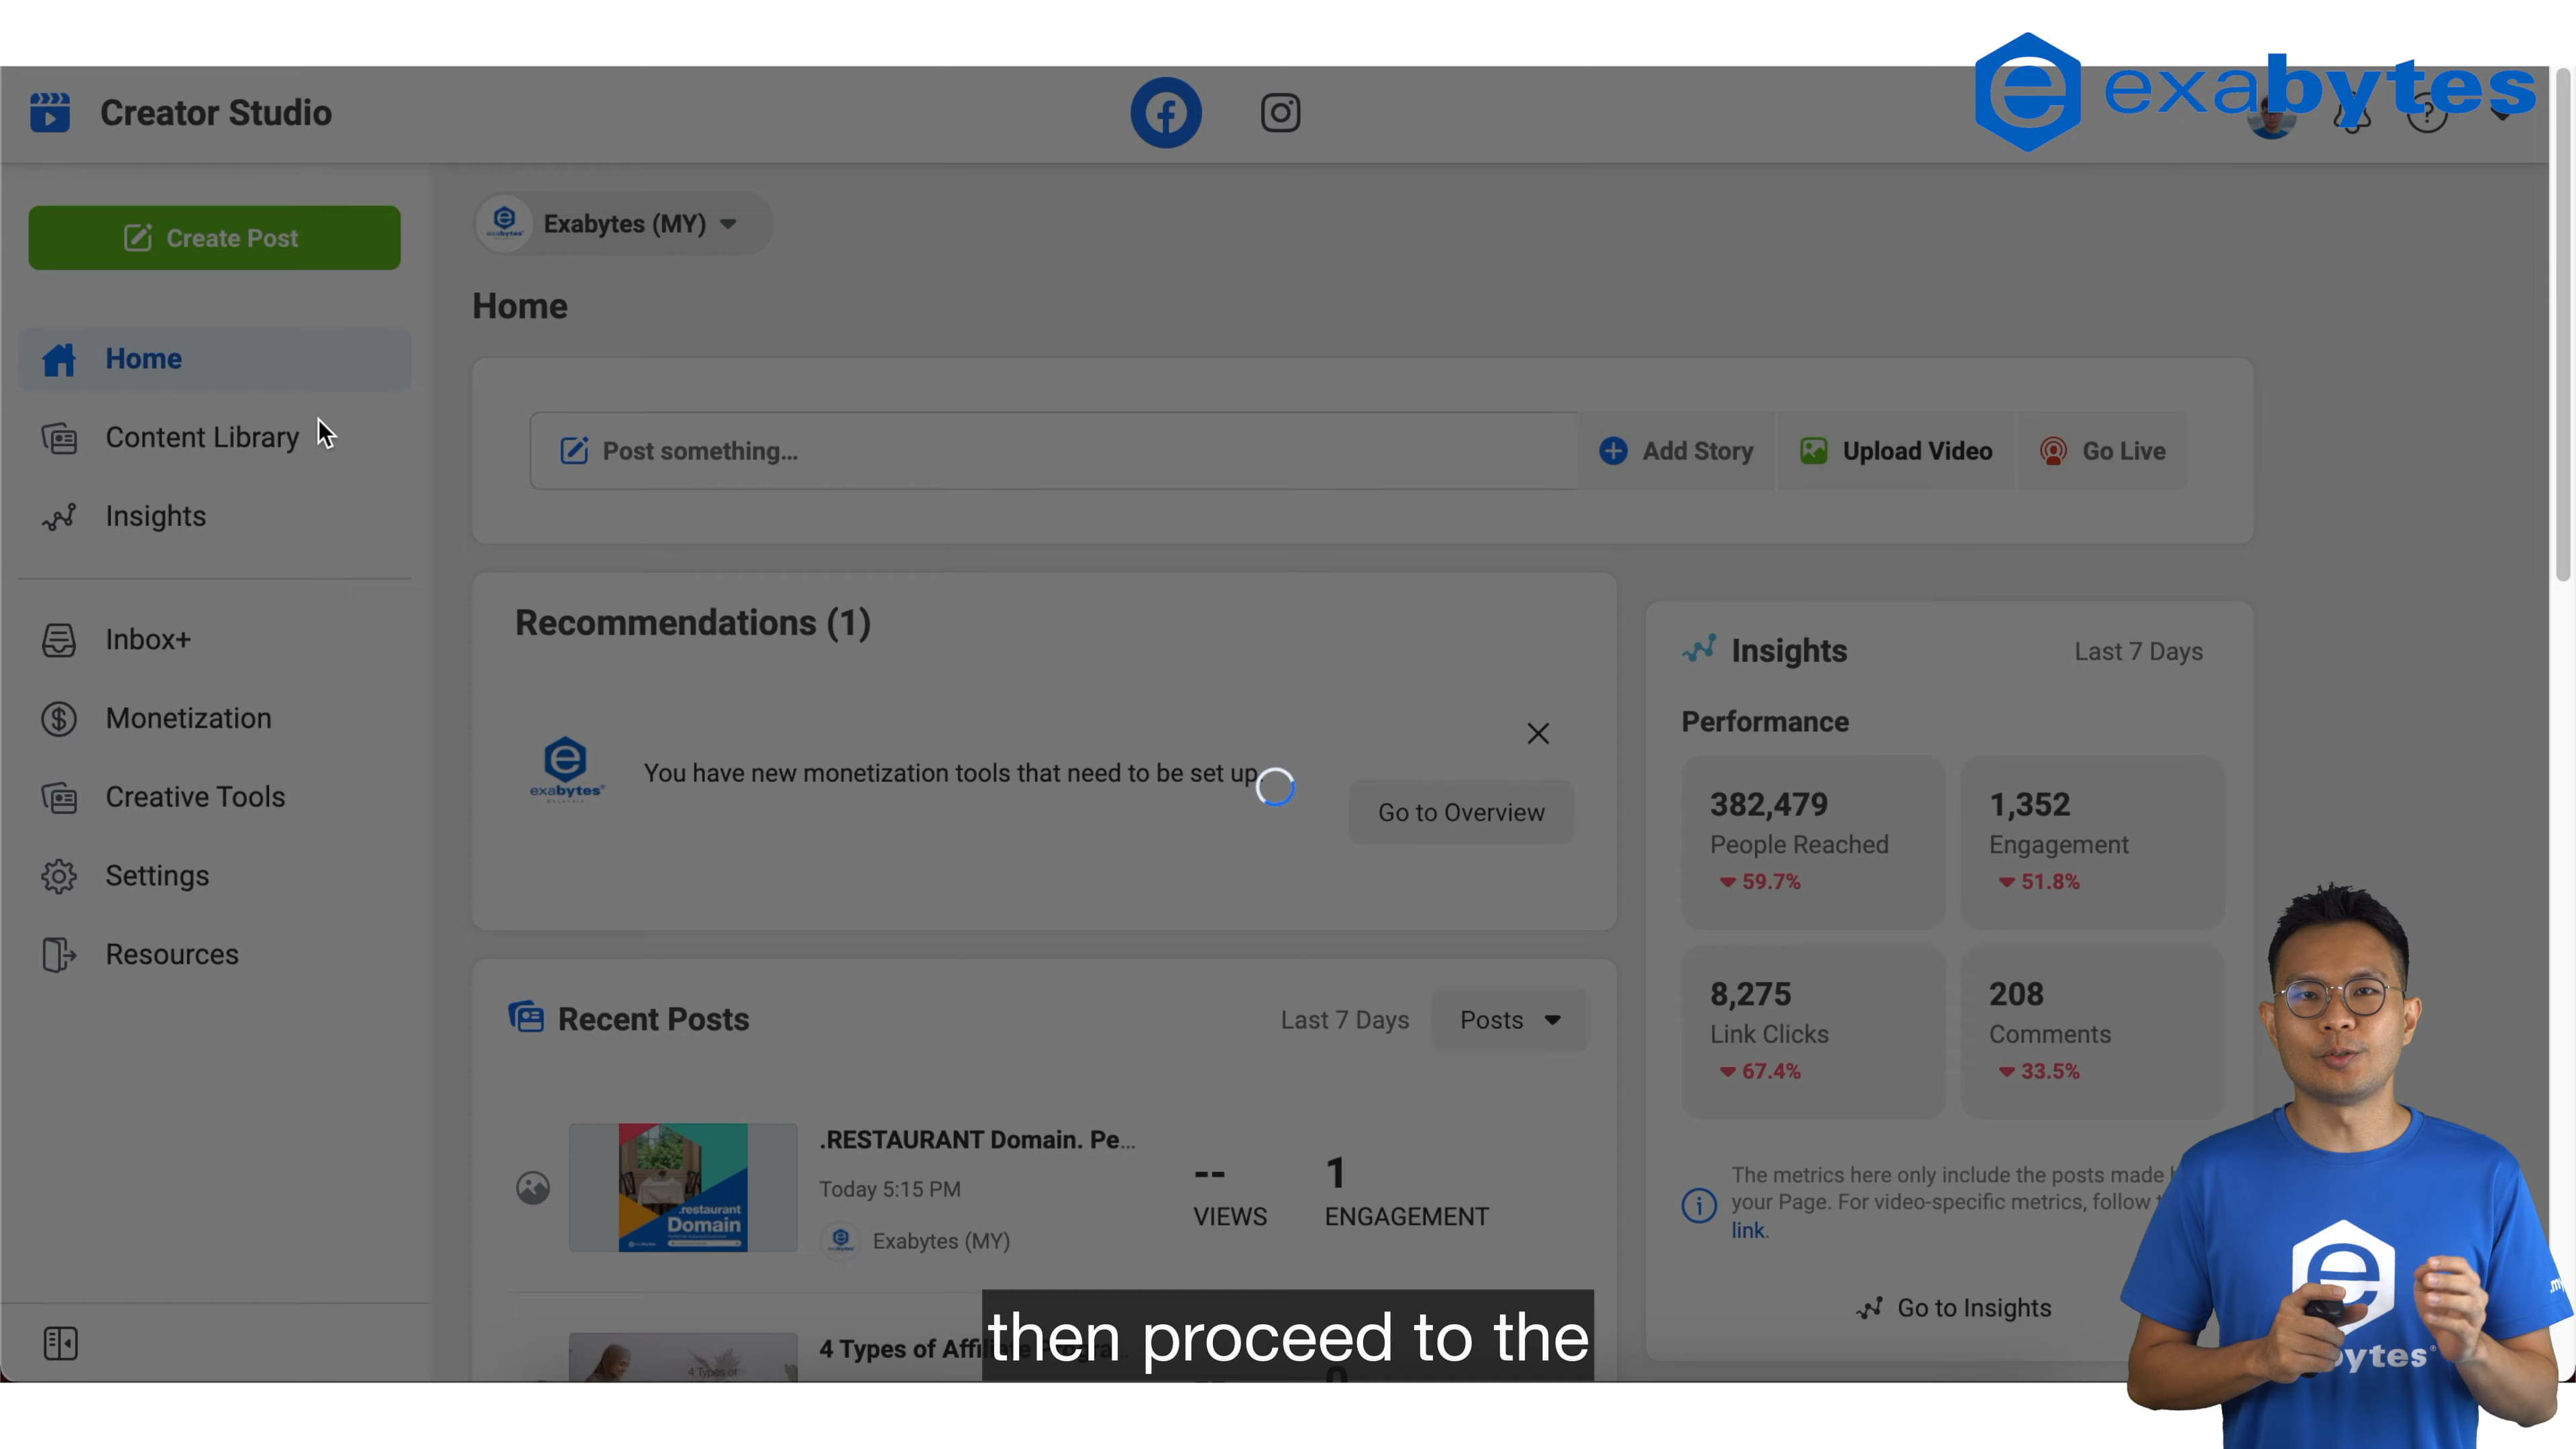 exabytes
Creator Studio
Create Post
Exabytes (MY)
Home
Home
Content Library
Insights
Post something...
Add Story
Upload Video
Go Live
Inbox+
Monetization
Creative Tools
Settings
Resources
Recommendations (1)
exabytes
You have new monetization tools that need to be set up
Go to Overview
Insights
Last 7 Days
Performance
382,479
People Reached
59.7%
1,352
Engagement
51.8%
8,275
Link Clicks
67.4%
208
Comments
33.5%
The metrics here only include the posts made
your Page. For video-specific metrics, follow
link.
Go to Insights
Recent Posts
Last 7 Days
Posts
.restaurant
Domain
.RESTAURANT Domain. Pe...
Today 5:15 PM
Exabytes (MY)
--
VIEWS
1
ENGAGEMENT
4 Types of
4 Types of
then proceed to the
bytes